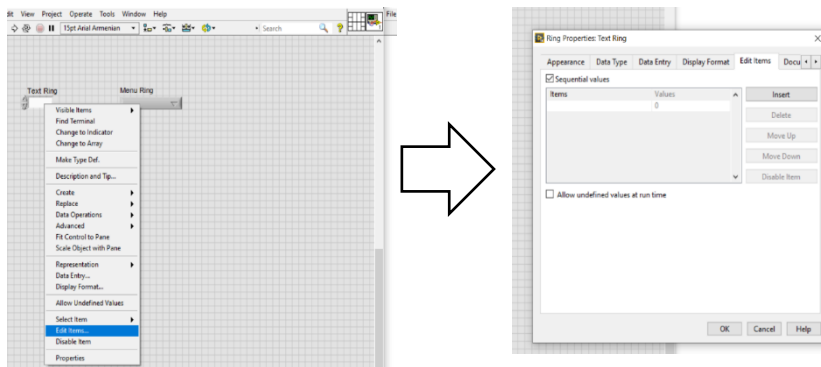 dit View Project Operate Tools Window Help
15pt Arial Armenian
Search
File
Text Ring
Menu Ring
Visible Items
Find Terminal
Change to Indicator
Change to Array
Make Type Def.
Description and Tip...
Create
Replace
Data Operations
Advanced
Fit Control to Pane
Scale Object with Pane
Representation
Data Entry...
Display Format...
Allow Undefined Values
Select Item
Edit Items...
Disable Item
Properties
Ring Properties: Text Ring
Appearance Data Type Data Entry Display Format Edit Items Docu
Sequential values
Items Values
0
Insert
Delete
Move Up
Move Down
Disable Item
Allow undefined values at run time
OK Cancel Help